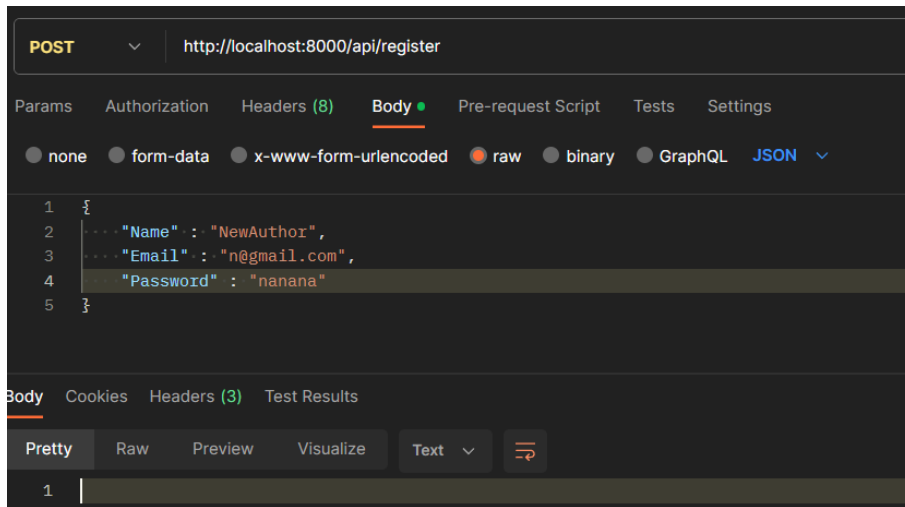 POST http://localhost:8000/api/register
Params Authorization Headers (8) Body Pre-request Script Tests Settings
none form-data x-www-form-urlencoded raw binary GraphQL JSON
1 {
2 "Name" : "NewAuthor",
3 "Email" : "n@gmail.com",
4 "Password" : "nanana"
5 }
Body Cookies Headers (3) Test Results
Pretty Raw Preview Visualize Text
1